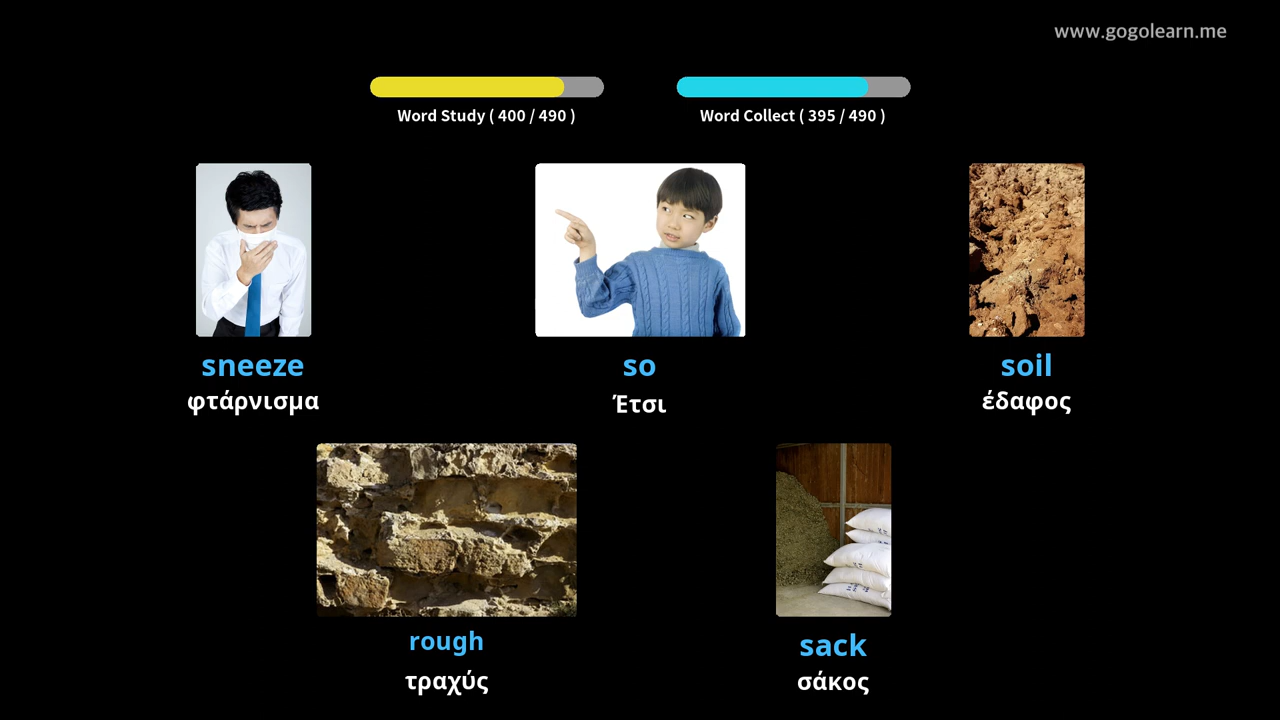 www.gogolearn.me
Word Study ( 400 / 490 )
Word Collect ( 395 / 490 )
sneeze
φτάρνισμα
so
Έτσι
soil
έδαφος
rough
τραχύς
sack
σάκος